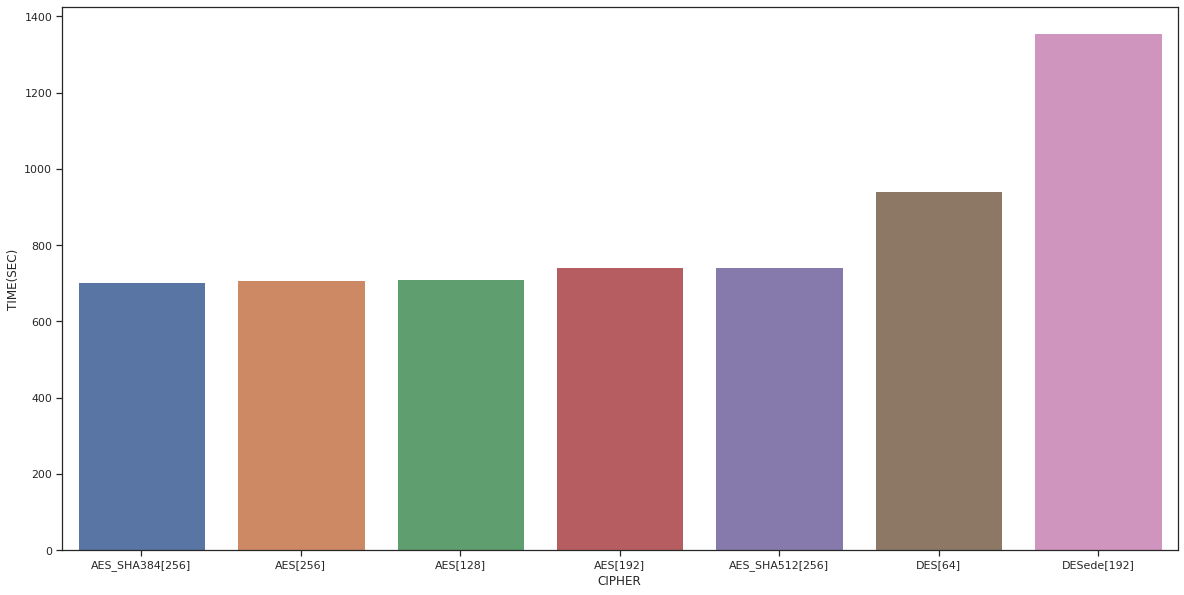 1400
1200
1000
800
600
400
200
0
TIME(SEC)
AES_SHA384[256] AES[256] AES[128] AES[192] AES_SHA512[256] DES[64] DESede[192]
CIPHER